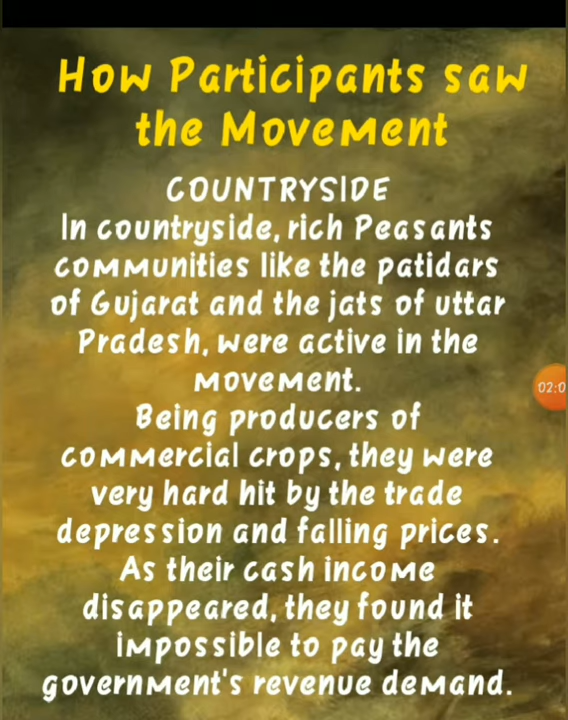 How Participants saw
the Movement
COUNTRYSIDE
In countryside, rich Peasants
communities like the patidars
of Gujarat and the jats of uttar
Pradesh, were active in the
movement.
Being producers of
commercial crops, they were
very hard hit by the trade
depression and falling prices.
As their cash income
disappeared, they found it
impossible to pay the
government's revenue demand.
02:0